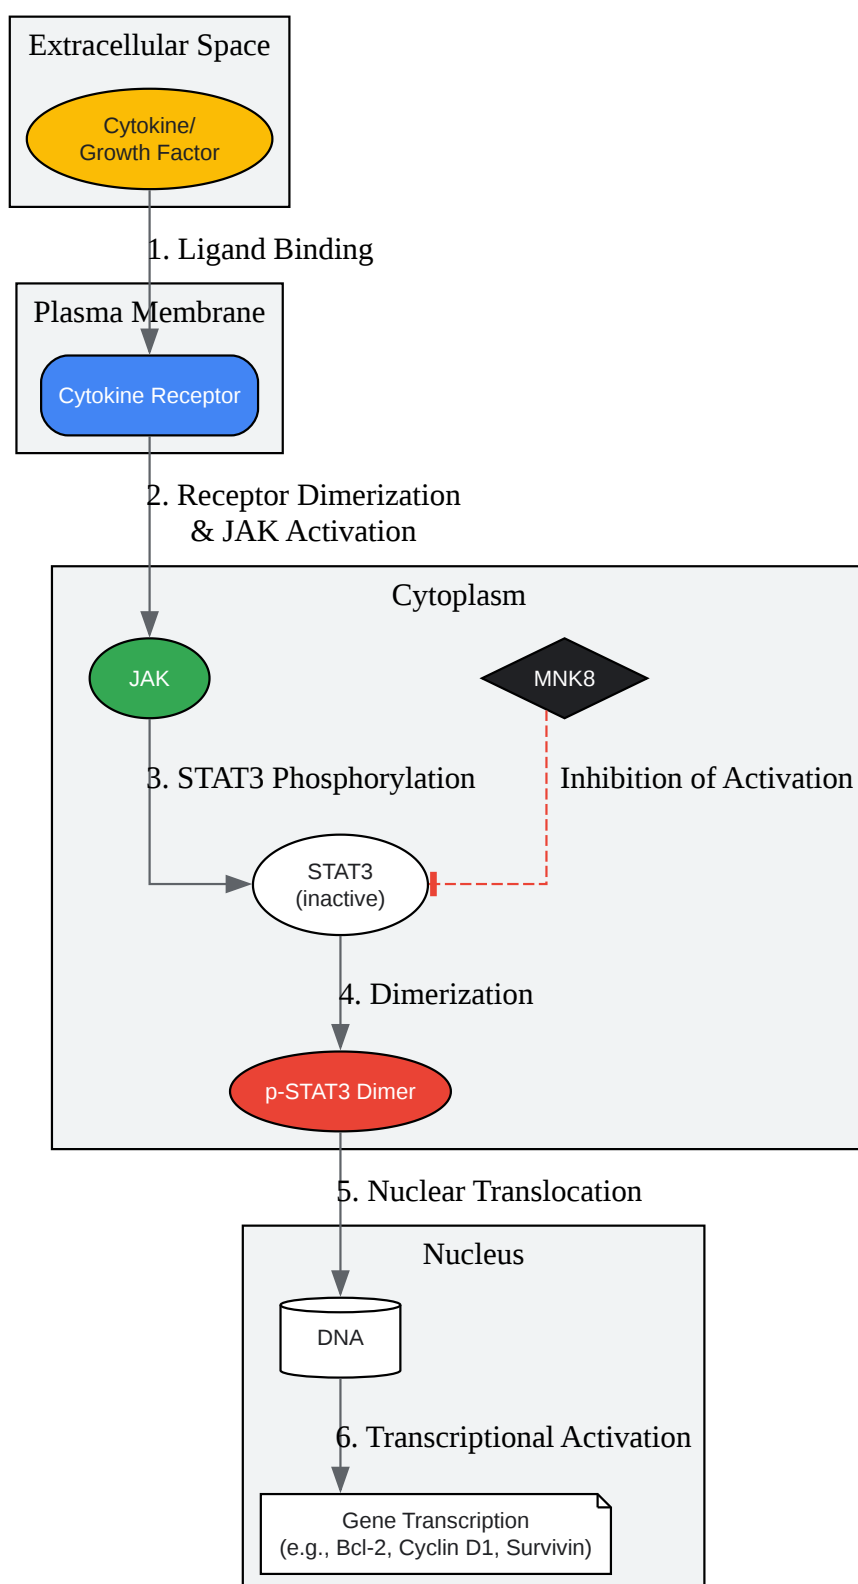 Extracellular Space
Cytokine/
Growth Factor
1. Ligand Binding
Plasma Membrane
Cytokine Receptor
2. Receptor Dimerization
& JAK Activation
Cytoplasm
JAK
MNK8
3. STAT3 Phosphorylation
Inhibition of Activation
STAT3
(inactive)
4. Dimerization
p-STAT3 Dimer
5. Nuclear Translocation
Nucleus
DNA
6. Transcriptional Activation
Gene Transcription
(e.g., Bcl-2, Cyclin D1, Survivin)